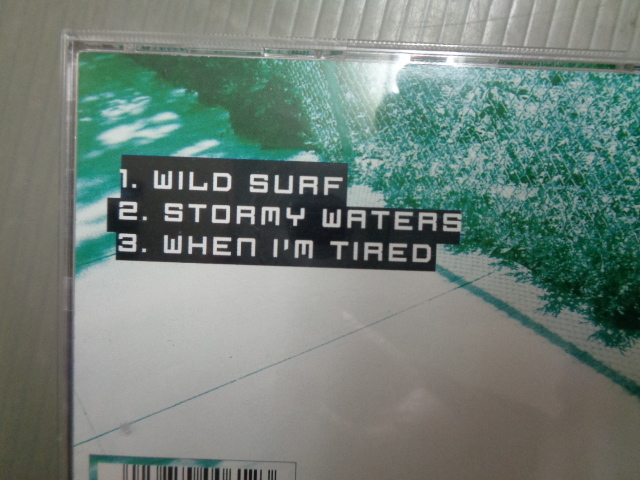 1. WILD SURF
2. STORMY WATERS
3. WHEN I'M TIRED